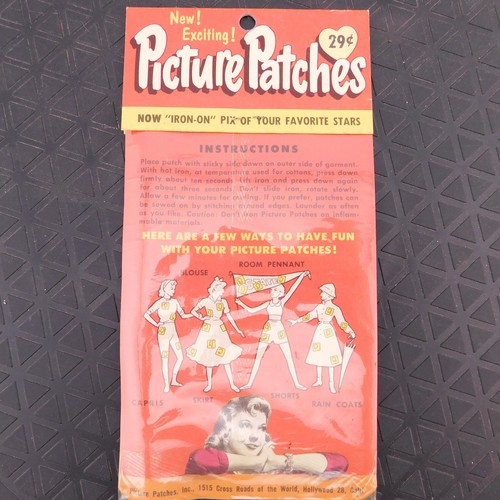 New!
Exciting!
29¢
Picture Patches
NOW "IRON-ON" PIX OF YOUR FAVORITE STARS
INSTRUCTIONS
Place patch with sticky side down on outer side of garment.
With hot iron, at temperature used for cottons, press down
firmly about ten seconds. Lift iron and press down again
for about three seconds. Don't slide iron, rotate slowly.
Allow a few minutes for cooling. If you prefer, patches can
be sewed on by stitching around edges. Launder as often
as you like. Caution: Don't iron Picture Patches on inflam-
mable materials.
HERE ARE A FEW WAYS TO HAVE FUN
WITH YOUR PICTURE PATCHES!
ROOM PENNANT
BLOUSE
CAPRIS
SKIRT
SHORTS
RAIN COATS
Picture Patches, Inc., 1515 Cross Roads of the World, Hollywood 28, Calif.